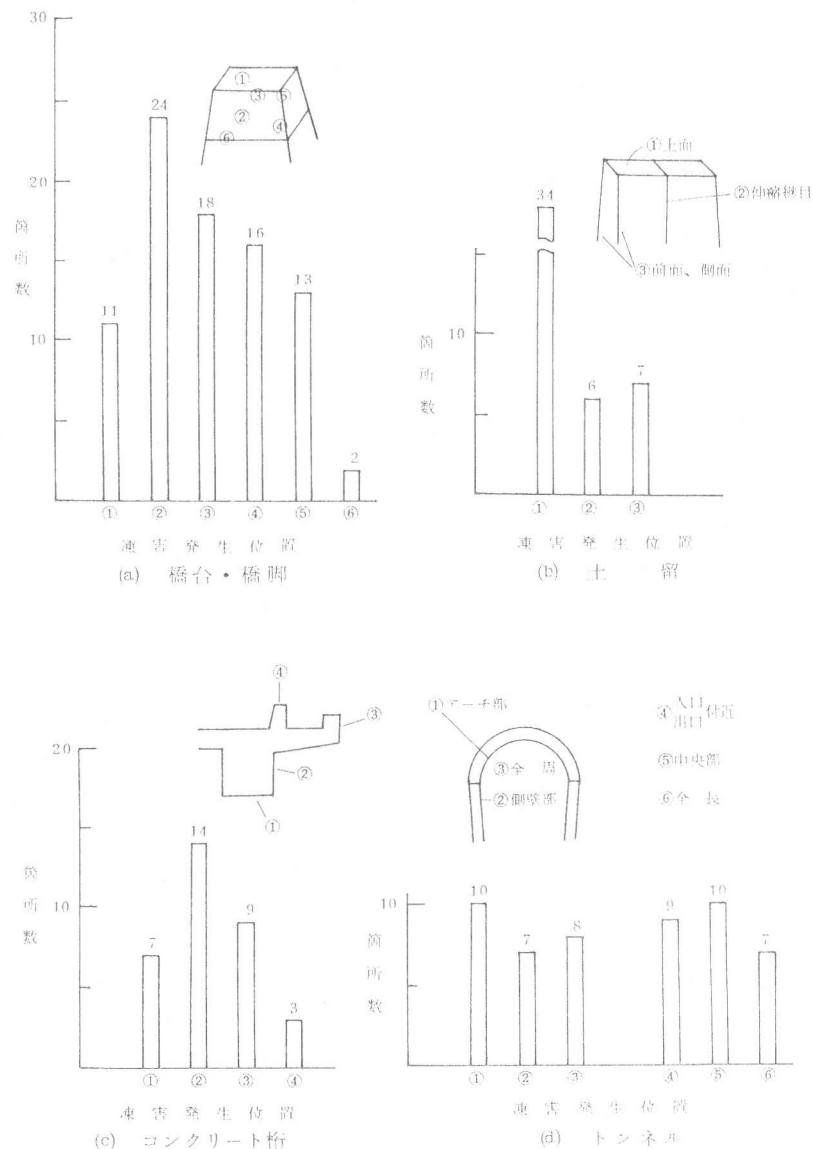 30
20
10
箇所数
11
24
18
16
13
2
①
③
⑤
②
④
⑥
① ② ③ ④ ⑤ ⑥
凍害発生位置
(a) 橋台・橋脚
①上面
②伸縮継目
③前面、側面
10
箇所数
34
6
7
① ② ③
凍害発生位置
(b) 土留
20
10
箇所数
④
③
②
①
7
14
9
3
① ② ③ ④
凍害発生位置
(c) コンクリート桁
①アーチ部
③全周
②側壁部
④入口出口付近
⑤中央部
⑥全長
10
箇所数
10
7
8
9
10
7
① ② ③ ④ ⑤ ⑥
凍害発生位置
(d) トンネル